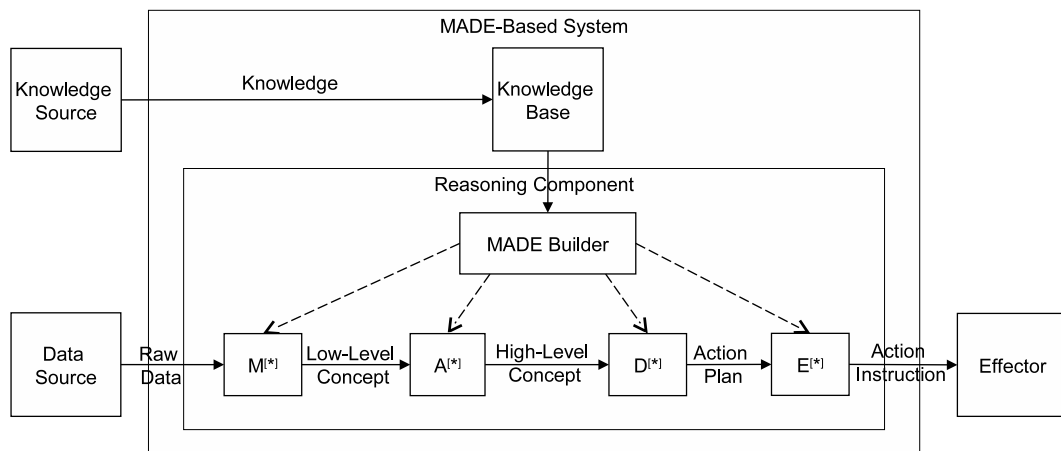 MADE-Based System
Knowledge
Source
Knowledge
Knowledge
Base
Reasoning Component
MADE Builder
Data
Source
Raw
Data
M[*]
Low-Level
Concept
A[*]
High-Level
Concept
D[*]
Action
Plan
E[*]
Action
Instruction
Effector